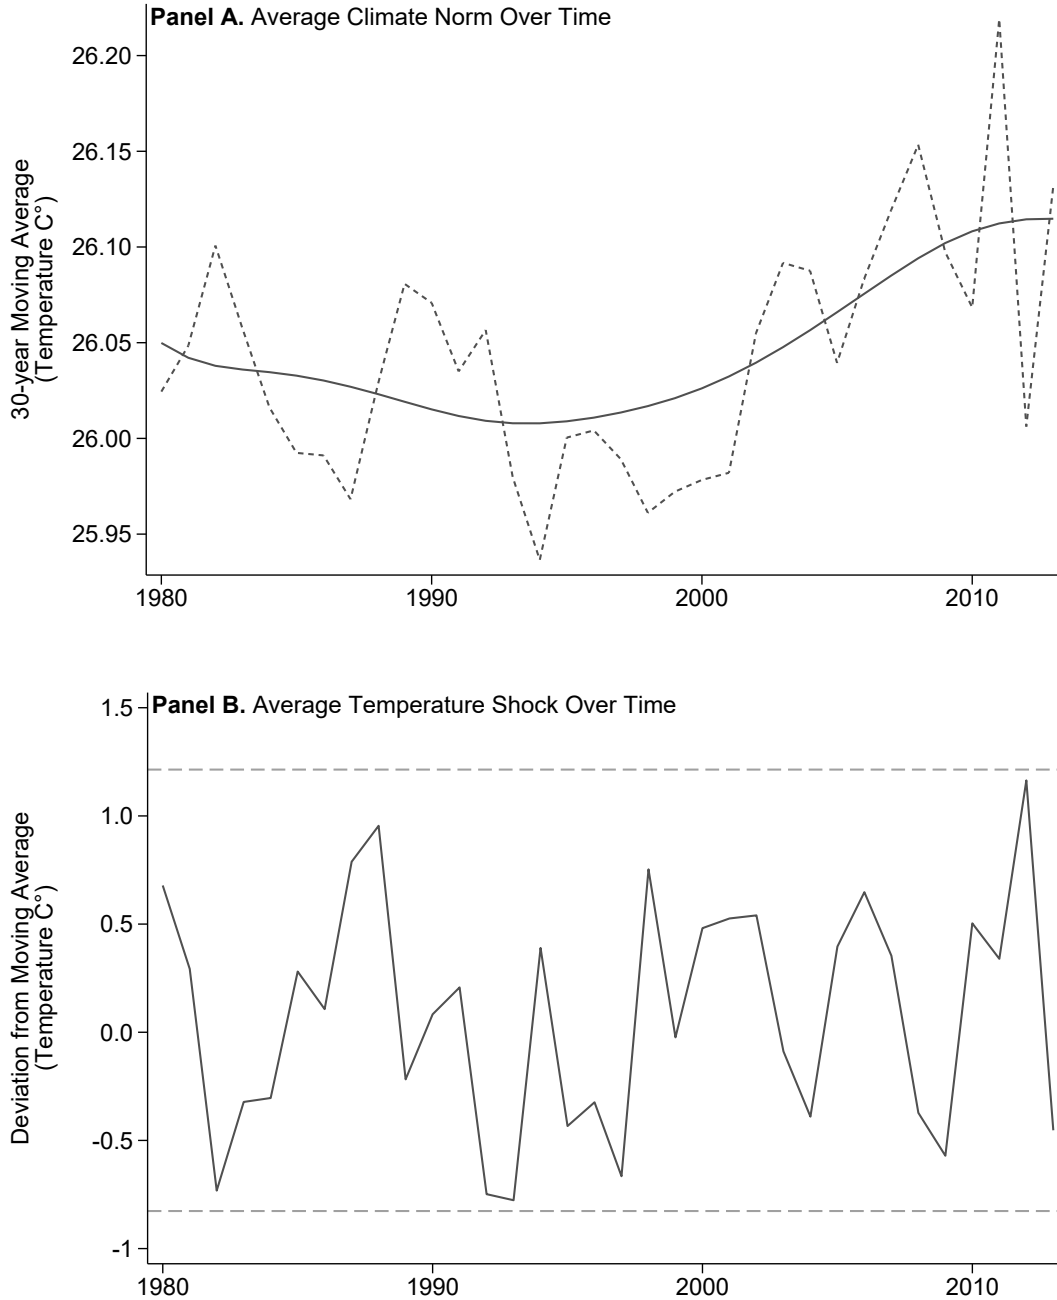 Panel A. Average Climate Norm Over Time
30-year Moving Average
(Temperature C°)
26.20
26.15
26.10
26.05
26.00
25.95
1980 1990 2000 2010
Panel B. Average Temperature Shock Over Time
Deviation from Moving Average
(Temperature C°)
1.5
1.0
0.5
0.0
-0.5
-1
1980 1990 2000 2010